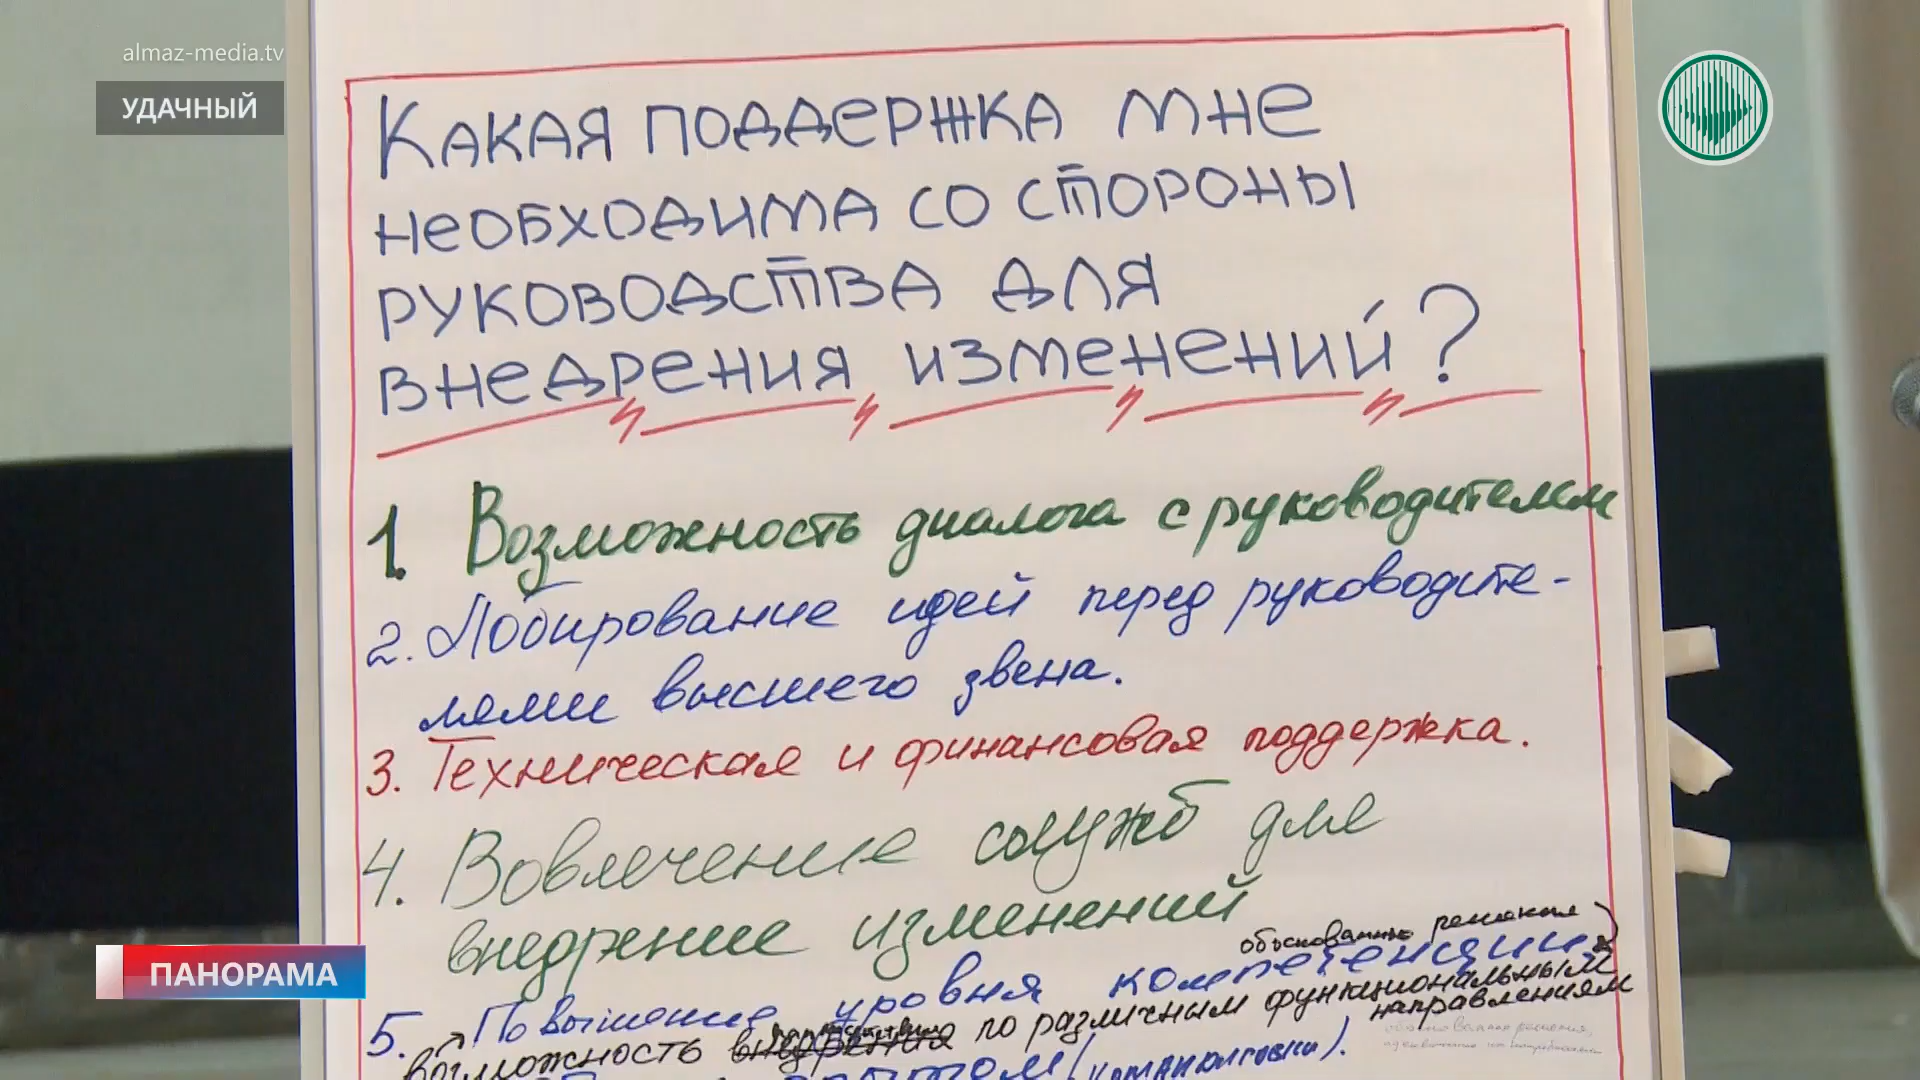 almaz-media.tv
УДАЧНЫЙ
КАКАЯ ПОДДЕРЖКА МНЕ
НЕОБХОДИМА СО СТОРОНЫ
РУКОВОДСТВА ДЛЯ
ВНЕДРЕНИЯ ИЗМЕНЕНИЙ?
1. Возможность диалога с руководителем
2. Лобирование идей перед руководите-
лями высшего звена.
3. Техническая и финансовая поддержка.
4. Вовлечение служб для
внедрение изменений
5. Повышение уровня компетенции
возможность по различным функциональным
направлениям
ПАНОРАМА